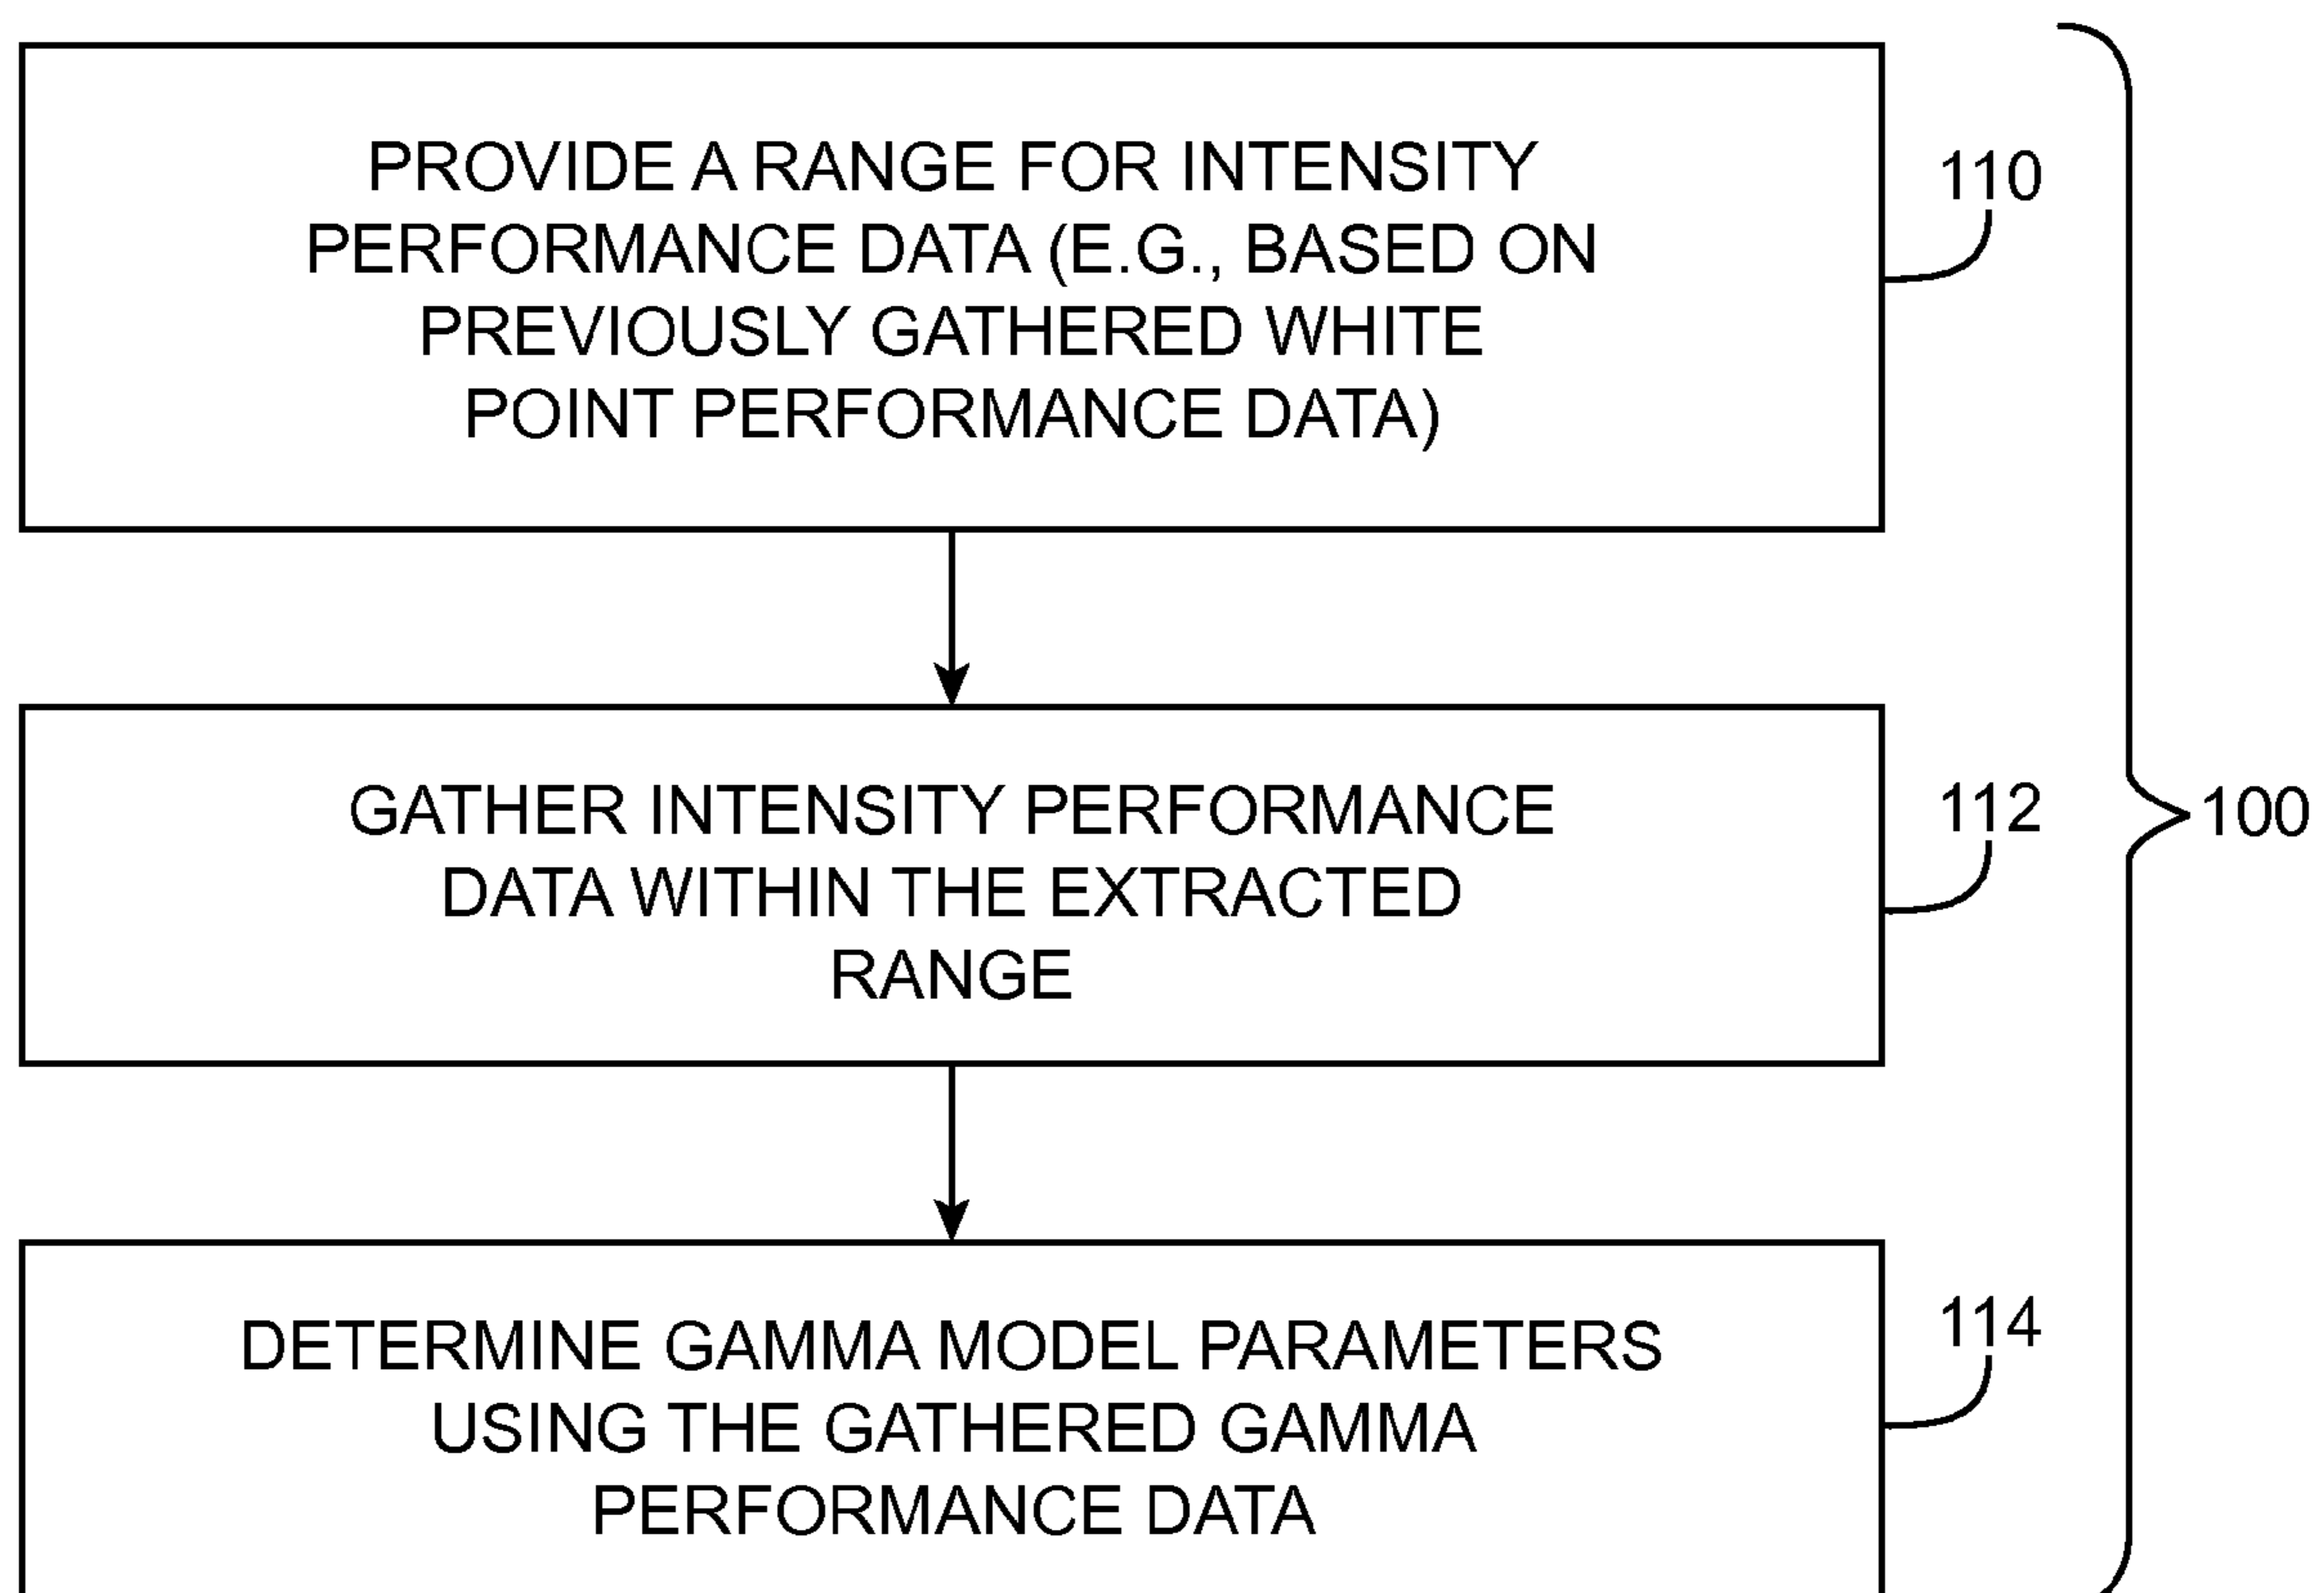 PROVIDE A RANGE FOR INTENSITY
PERFORMANCE DATA (E.G., BASED ON
PREVIOUSLY GATHERED WHITE
POINT PERFORMANCE DATA)
110
GATHER INTENSITY PERFORMANCE
DATA WITHIN THE EXTRACTED
RANGE
112
100
DETERMINE GAMMA MODEL PARAMETERS
USING THE GATHERED GAMMA
PERFORMANCE DATA
114